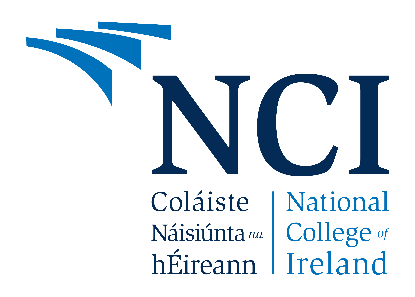 NCI
Coláiste
Náisiúnta na
hÉireann
National
College of
Ireland